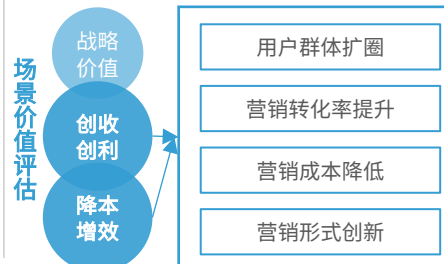 场景价值评估
战略
价值
创收
创利
降本
增效
用户群体扩圈
营销转化率提升
营销成本降低
营销形式创新